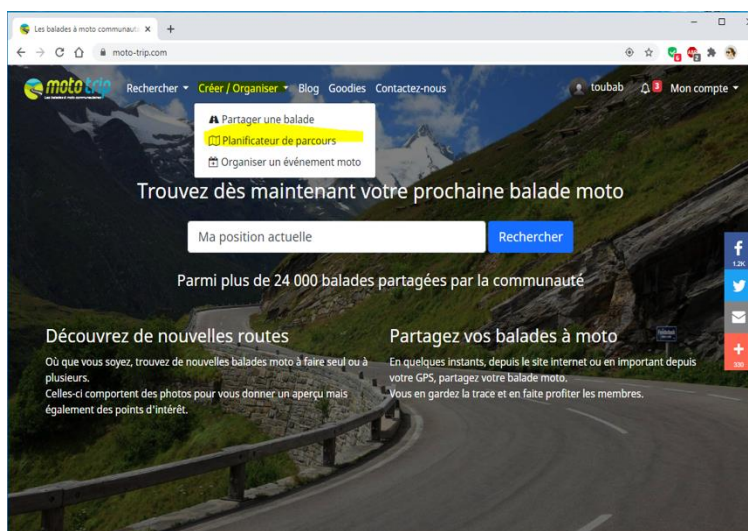 Les balades à moto communaut
moto-trip.com
moto trip
Rechercher
Créer / Organiser
Blog
Goodies
Contactez-nous
toubab
3
Mon compte
Partager une balade
Planificateur de parcours
Organiser un événement moto
Trouvez dès maintenant votre prochaine balade moto
Ma position actuelle
Rechercher
Parmi plus de 24 000 balades partagées par la communauté
1.2K
Découvrez de nouvelles routes
Où que vous soyez, trouvez de nouvelles balades moto à faire seul ou à
plusieurs.
Celles-ci comportent des photos pour vous donner un aperçu mais
également des points d'intérêt.
Partagez vos balades à moto
En quelques instants, depuis le site internet ou en important depuis
votre GPS, partagez votre balade moto.
Vous en gardez la trace et en faite profiter les membres.